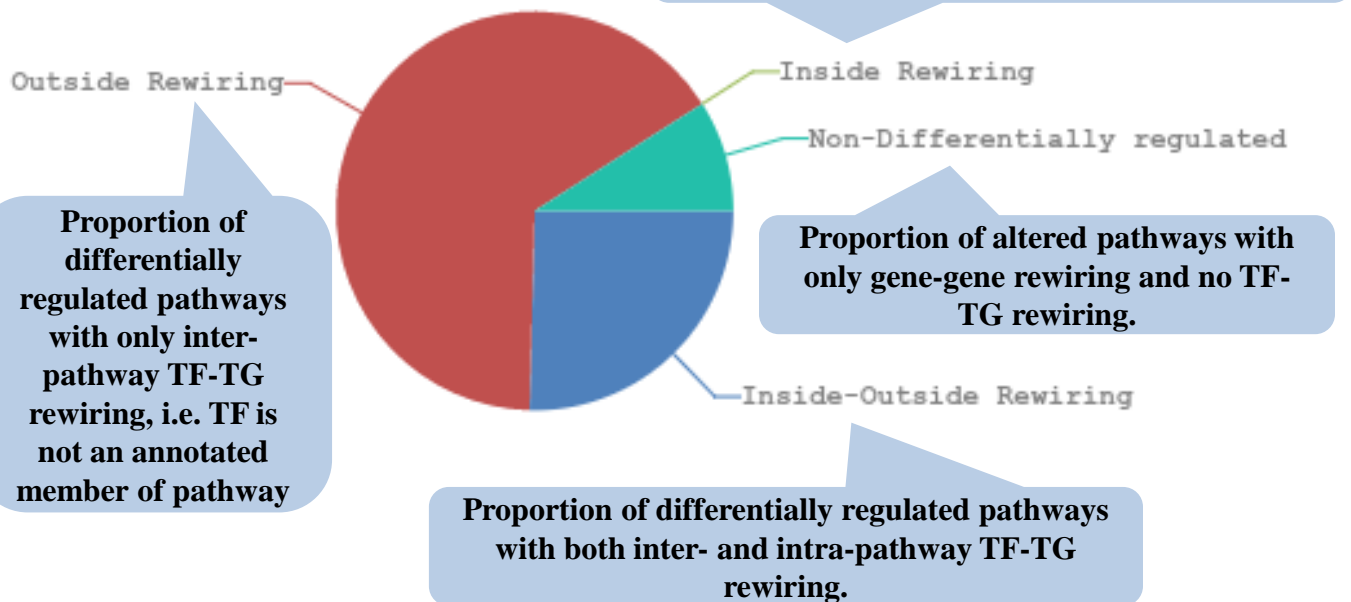 Outside Rewiring
Inside Rewiring
Non-Differentially regulated
Proportion of
differentially
regulated pathways
with only inter-
pathway TF-TG
rewiring, i.e. TF is
not an annotated
member of pathway
Proportion of altered pathways with
only gene-gene rewiring and no TF-
TG rewiring.
Inside-Outside Rewiring
Proportion of differentially regulated pathways
with both inter- and intra-pathway TF-TG
rewiring.